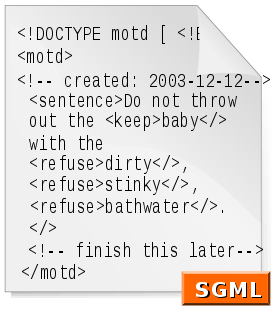 <!DOCTYPE motd [ <!E
<motd>
<!-- created: 2003-12-12-->
<sentence>Do not throw
out the <keep>baby</>
with the
<refuse>dirty</>,
<refuse>stinky</>,
<refuse>bathwater</>.
</>
<!-- finish this later-->
</motd>
SGML